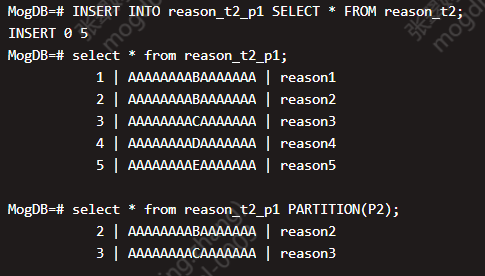 MogDB=# INSERT INTO reason_t2_p1 SELECT * FROM reason_t2;
INSERT 0 5
MogDB=# select * from reason_t2_p1;
1 | AAAAAAAABAAAAAAA | reason1
2 | AAAAAAAABAAAAAAA | reason2
3 | AAAAAAAACAAAAAAA | reason3
4 | AAAAAAAADAAAAAAA | reason4
5 | AAAAAAAAEAAAAAAA | reason5
MogDB=# select * from reason_t2_p1 PARTITION(P2);
2 | AAAAAAAABAAAAAAA | reason2
3 | AAAAAAAACAAAAAAA | reason3